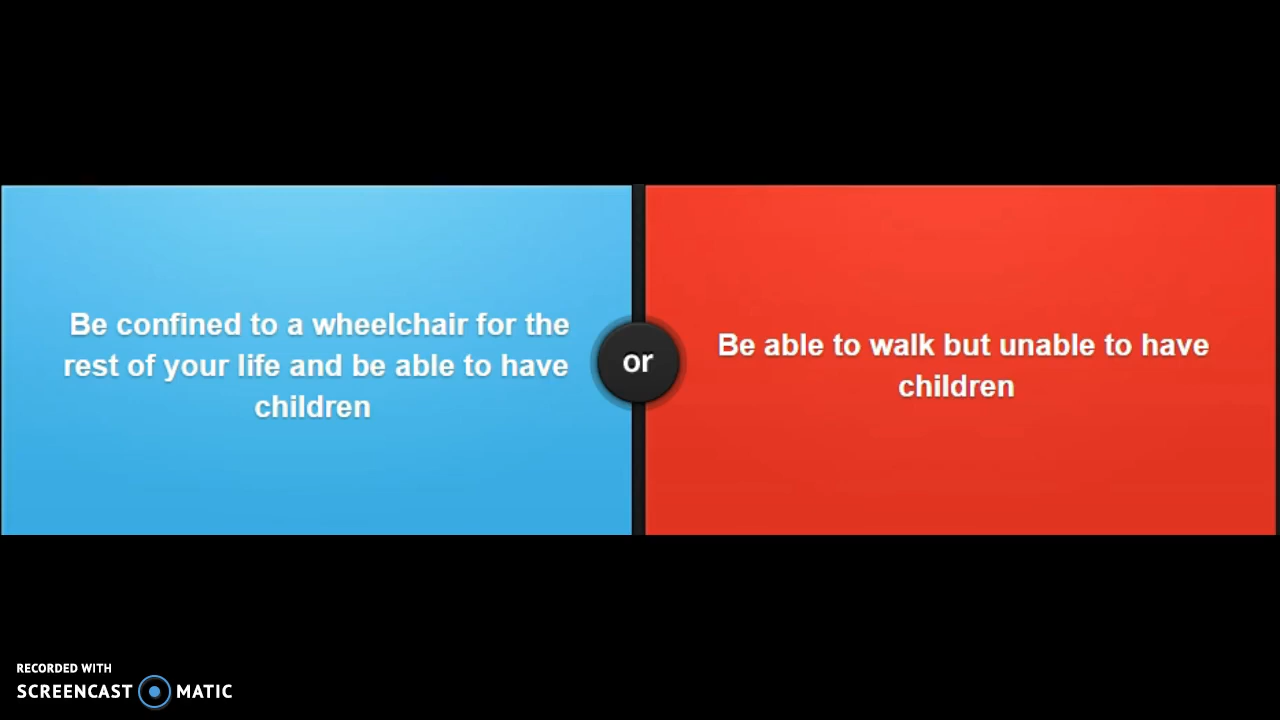 Be confined to a wheelchair for the
rest of your life and be able to have
children
or
Be able to walk but unable to have
children
RECORDED WITH
SCREENCAST MATIC